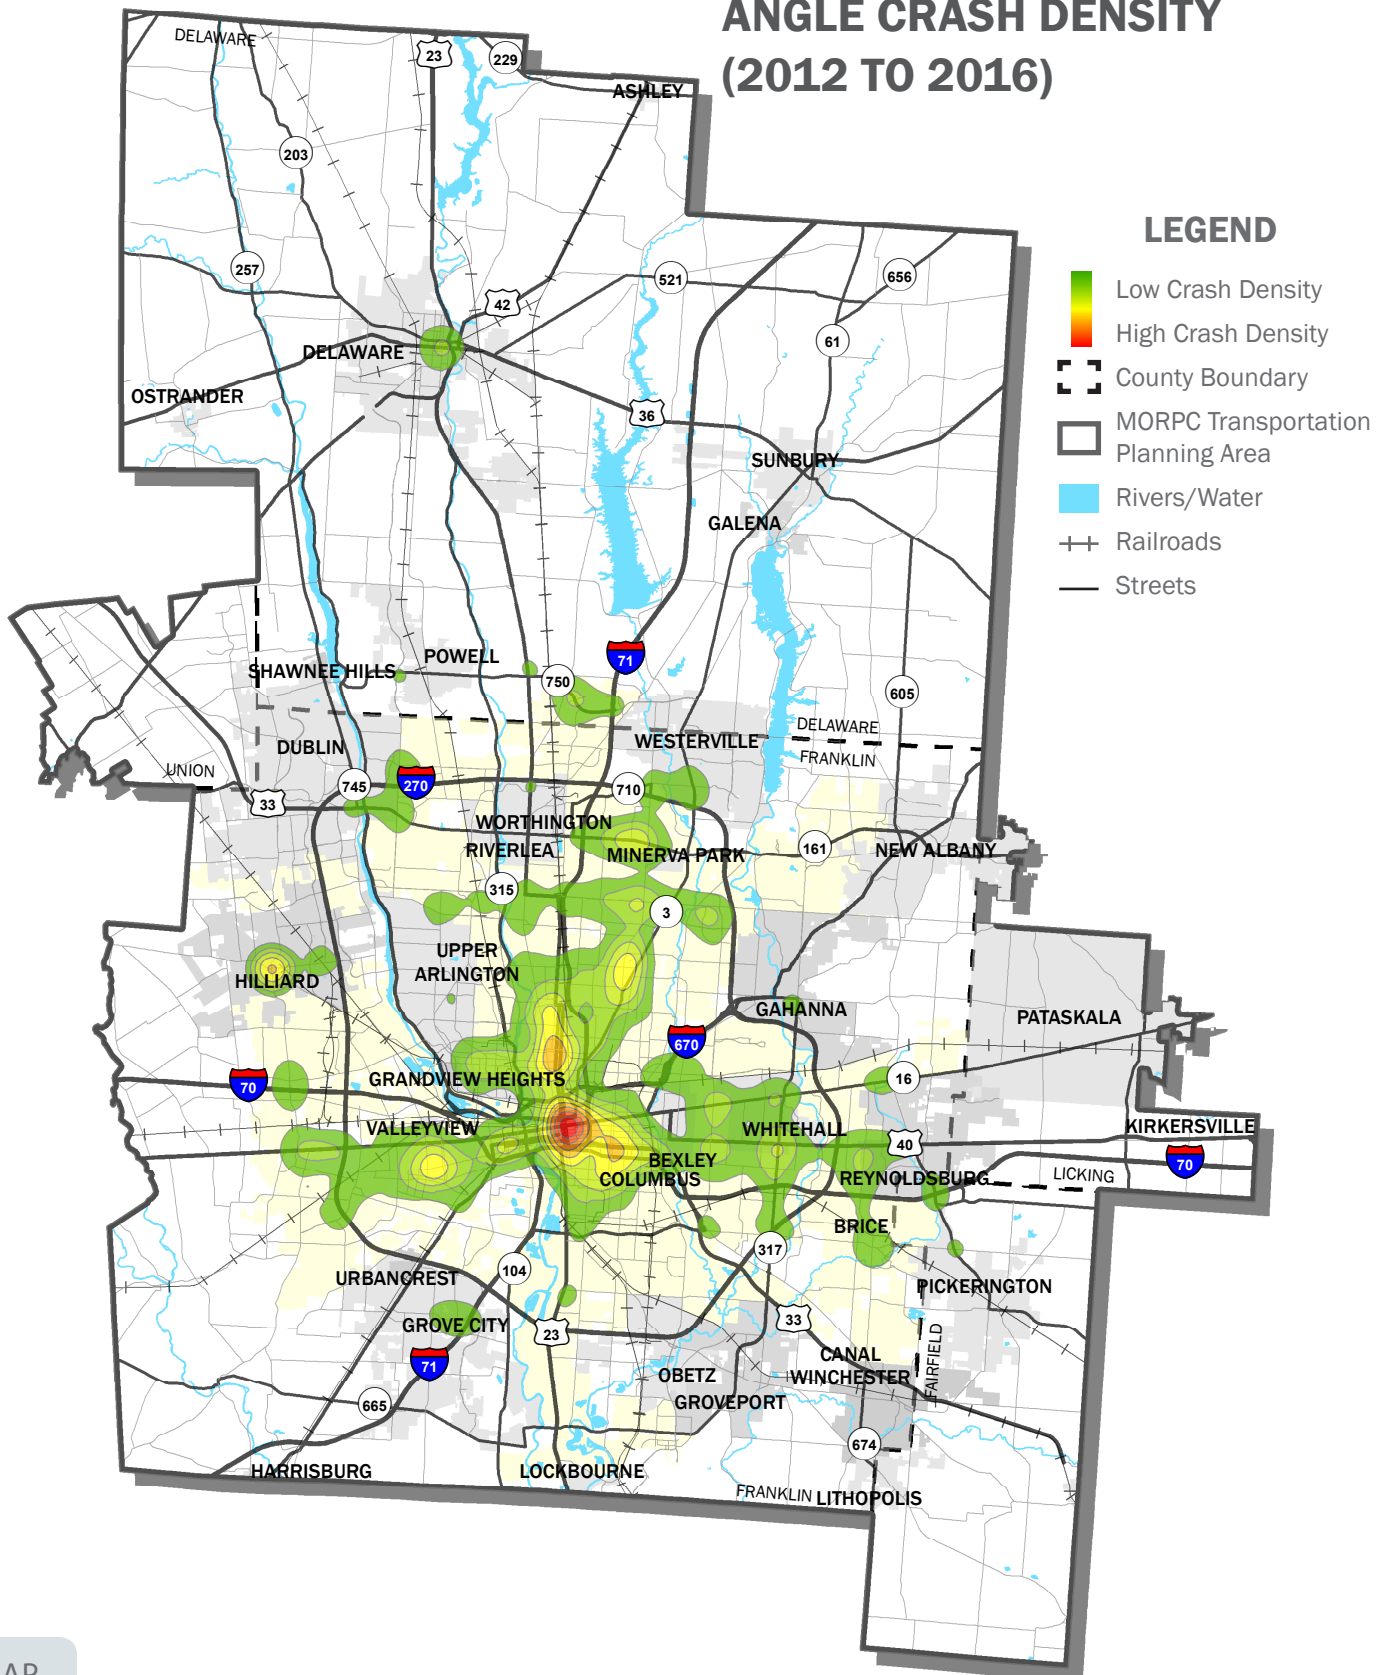 ANGLE CRASH DENSITY
(2012 TO 2016)
LEGEND
Low Crash Density
High Crash Density
County Boundary
MORPC Transportation
Planning Area
Rivers/Water
Railroads
Streets
DELAWARE
23
229
ASHLEY
203
257
42
521
656
61
DELAWARE
OSTRANDER
36
SUNBURY
GALENA
SHAWNEE HILLS
POWELL
71
750
605
DELAWARE
FRANKLIN
DUBLIN
WESTERVILLE
UNION
745
270
710
33
WORTHINGTON
RIVERLEA
MINERVA PARK
161
NEW ALBANY
315
3
UPPER
ARLINGTON
HILLIARD
GAHANNA
PATASKALA
670
70
GRANDVIEW HEIGHTS
16
VALLEYVIEW
WHITEHALL
40
KIRKERSVILLE
BEXLEY
COLUMBUS
REYNOLDSBURG
LICKING
70
BRICE
317
104
URBANCREST
PICKERINGTON
GROVE CITY
23
33
71
CANAL
WINCHESTER
FAIRFIELD
OBETZ
GROVEPORT
665
674
HARRISBURG
LOCKBOURNE
FRANKLIN
LITHOPOLIS